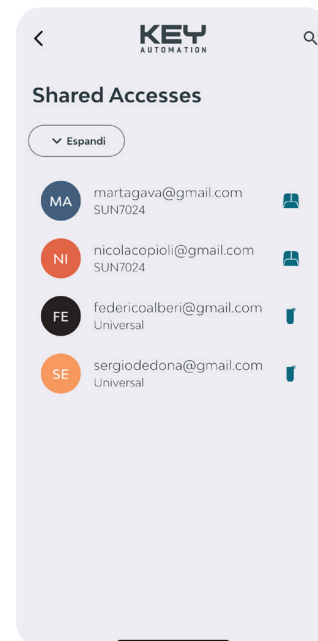 KEY
AUTOMATION
Shared Accesses
Espandi
MA
martagava@gmail.com
SUN7024
NI
nicolacopioli@gmail.com
SUN7024
FE
federicoalberi@gmail.com
Universal
SE
sergiodedona@gmail.com
Universal